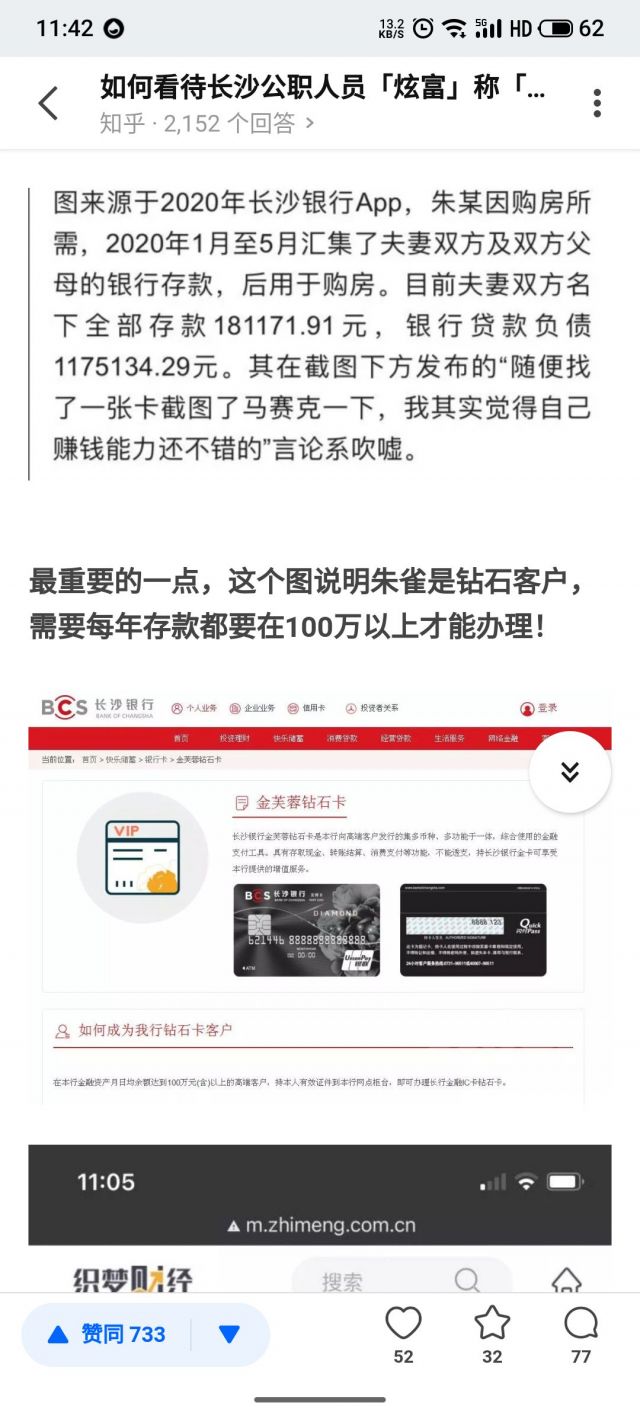 11:42
13.2
KB/S
5G
HD
62
如何看待长沙公职人员「炫富」称「...
知乎 · 2,152 个回答 >
图来源于2020年长沙银行App，朱某因购房所
需，2020年1月至5月汇集了夫妻双方及双方父
母的银行存款，后用于购房。目前夫妻双方名
下全部存款181171.91元，银行贷款负债
1175134.29元。其在截图下方发布的“随便找
了一张卡截图了马赛克一下，我其实觉得自己
赚钱能力还不错的”言论系吹嘘。
最重要的一点，这个图说明朱雀是钻石客户，
需要每年存款都要在100万以上才能办理！
BCS 长沙银行
BANK OF CHANGSHA
个人业务 企业业务 信用卡 投资者关系 登录
首页 投资理财 快乐储蓄 消费贷款 经营贷款 生活服务 网络金融
当前位置：首页 > 快乐储蓄 > 银行卡 > 金芙蓉钻石卡
VIP
金芙蓉钻石卡
长沙银行金芙蓉钻石卡是本行向高端客户发行的集多币种、多功能于一体，综合使用的金融
支付工具。具有存取现金、转账结算、消费支付等功能，不能透支，持长沙银行金卡可享受
本行提供的增值服务。
BCS 长沙银行
BANK OF CHANGSHA
DIAMOND
621446 8888888888888
00/00
ATM
UnionPay
银联
8888 123
Quick
Pass
如何成为我行钻石卡客户
在本行金融资产月日均余额达到100万元(含)以上的高端客户，持本人有效证件到本行网点柜台，即可办理长行金融IC卡钻石卡。
11:05
m.zhimeng.com.cn
织梦财经
搜索
赞同 733
52
32
77